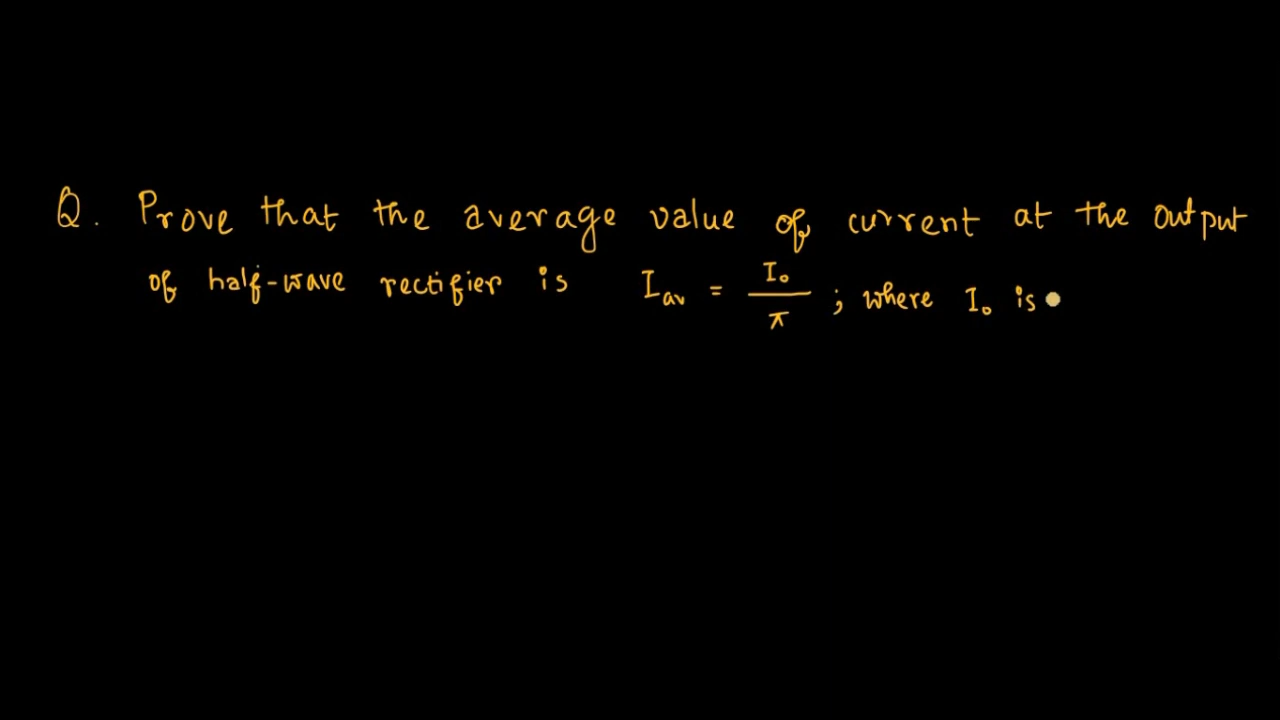 Q. Prove that the average value of current at the output
of half-wave rectifier is I_av = I₀/π ; where I₀ is